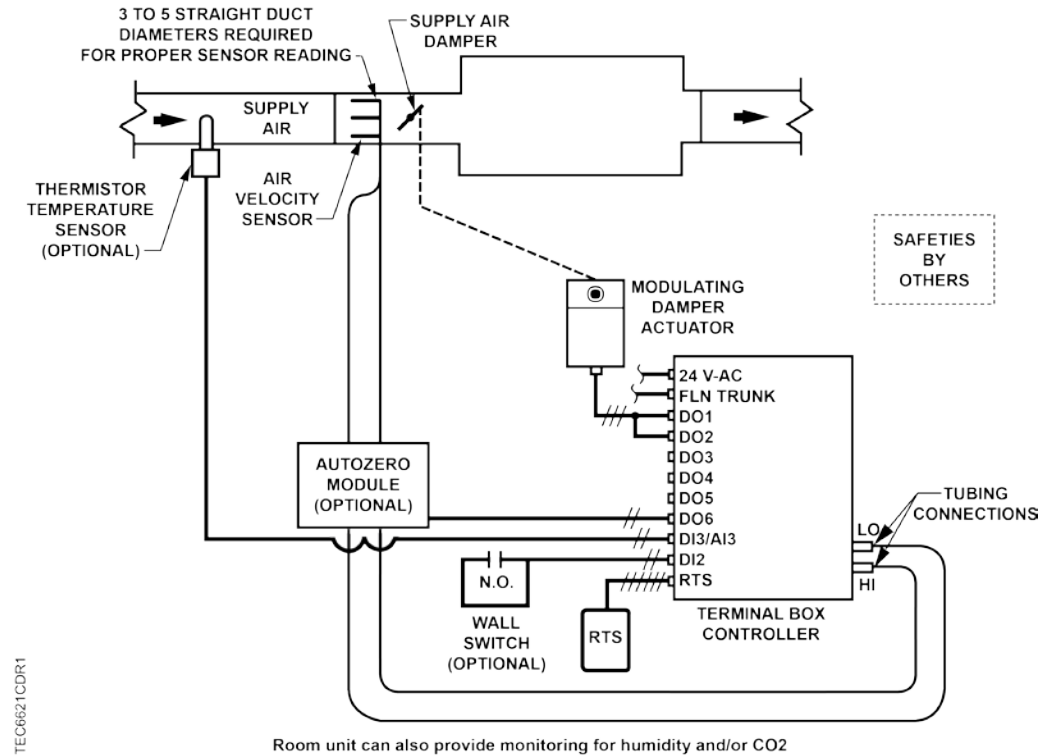 3 TO 5 STRAIGHT DUCT
DIAMETERS REQUIRED
FOR PROPER SENSOR READING
SUPPLY AIR
DAMPER
SUPPLY
AIR
THERMISTOR
TEMPERATURE
SENSOR
(OPTIONAL)
AIR
VELOCITY
SENSOR
SAFETIES
BY
OTHERS
MODULATING
DAMPER
ACTUATOR
24 V-AC
FLN TRUNK
DO1
DO2
DO3
DO4
DO5
DO6
DI3/AI3
DI2
RTS
AUTOZERO
MODULE
(OPTIONAL)
TUBING
CONNECTIONS
LO
HI
N.O.
WALL
SWITCH
(OPTIONAL)
RTS
TERMINAL BOX
CONTROLLER
TEC6621CDR1
Room unit can also provide monitoring for humidity and/or CO2